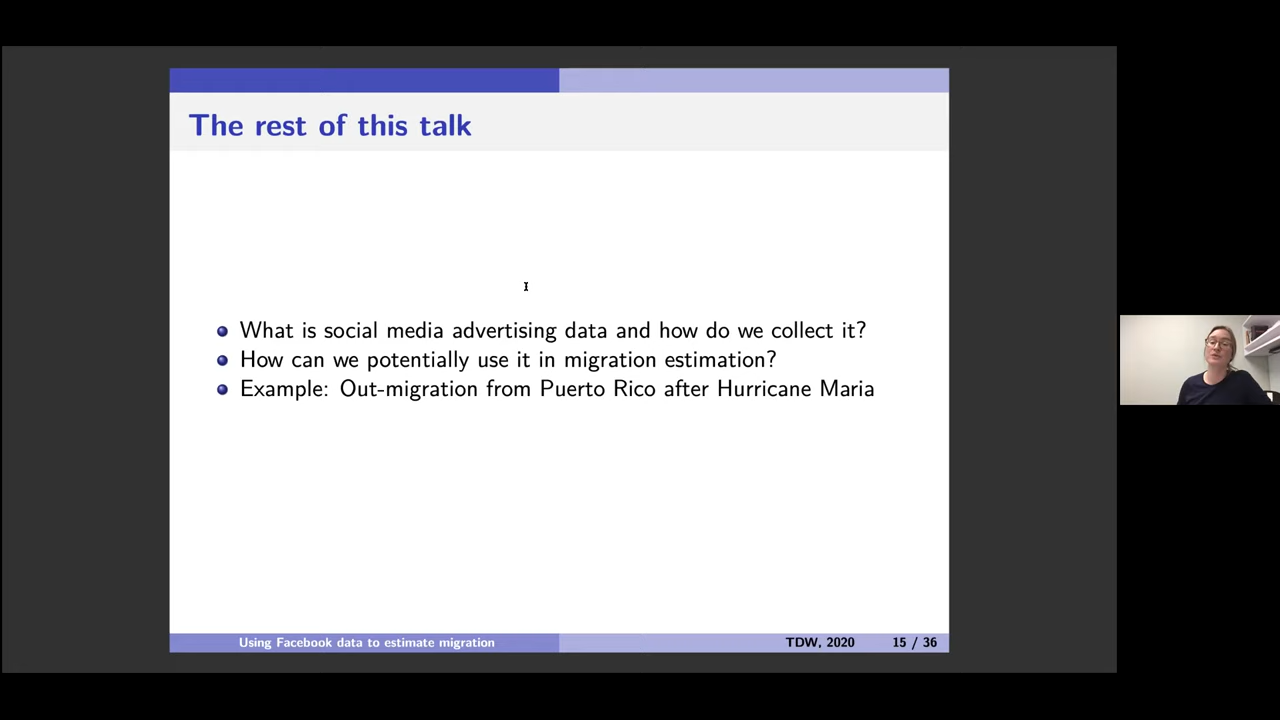 The rest of this talk
What is social media advertising data and how do we collect it?
How can we potentially use it in migration estimation?
Example: Out-migration from Puerto Rico after Hurricane Maria
Using Facebook data to estimate migration
TDW, 2020
15 / 36